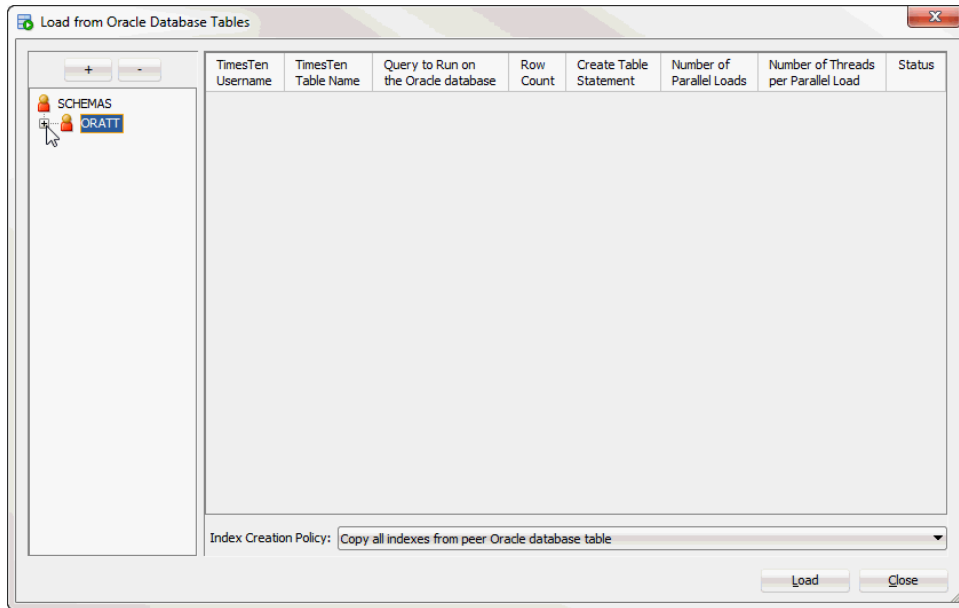 Load from Oracle Database Tables
+ -
SCHEMAS
ORATT
TimesTen Username
TimesTen Table Name
Query to Run on the Oracle database
Row Count
Create Table Statement
Number of Parallel Loads
Number of Threads per Parallel Load
Status
Index Creation Policy: Copy all indexes from peer Oracle database table
Load Close